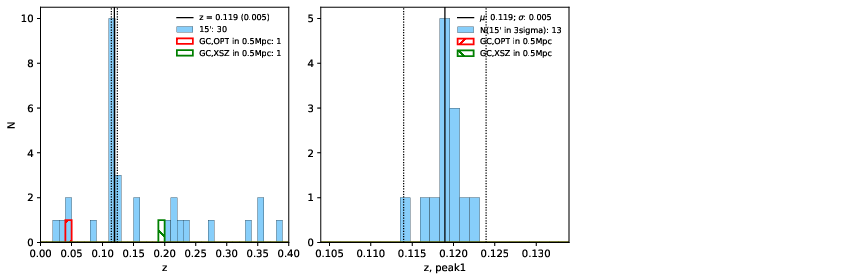 z = 0.119 (0.005)
15': 30
GC,OPT in 0.5Mpc: 1
GC,XSZ in 0.5Mpc: 1
10
8
6
4
2
0
N
0.00 0.05 0.10 0.15 0.20 0.25 0.30 0.35 0.40
z
μ: 0.119; σ: 0.005
N(15' in 3sigma): 13
GC,OPT in 0.5Mpc
GC,XSZ in 0.5Mpc
5
4
3
2
1
0
0.105 0.110 0.115 0.120 0.125 0.130
z, peak1